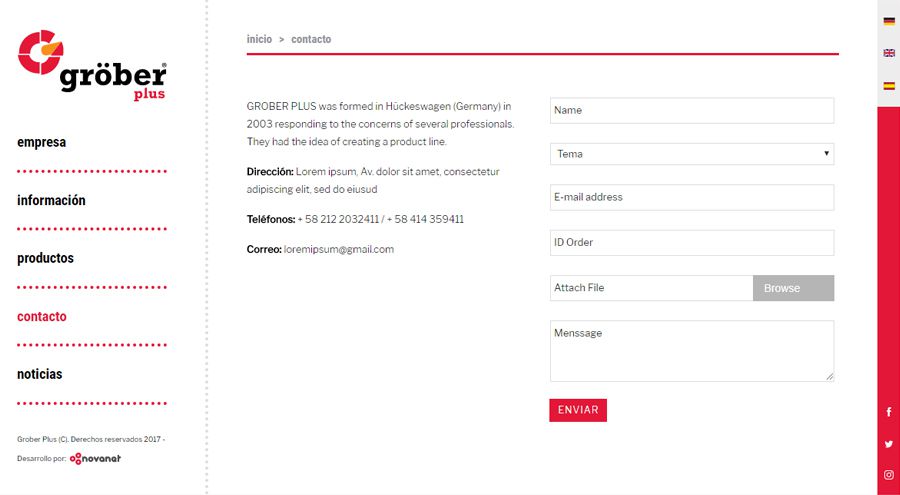 gröber®
plus
empresa
información
productos
contacto
noticias
Grober Plus (C). Derechos reservados 2017 -
Desarrollo por: novanet
inicio > contacto
GROBER PLUS was formed in Hückeswagen (Germany) in
2003 responding to the concerns of several professionals.
They had the idea of creating a product line.
Dirección: Lorem ipsum, Av. dolor sit amet, consectetur
adipiscing elit, sed do eiusud
Teléfonos: + 58 212 2032411 / + 58 414 359411
Correo: loremipsum@gmail.com
Name
Tema
E-mail address
ID Order
Attach File Browse
Menssage
ENVIAR